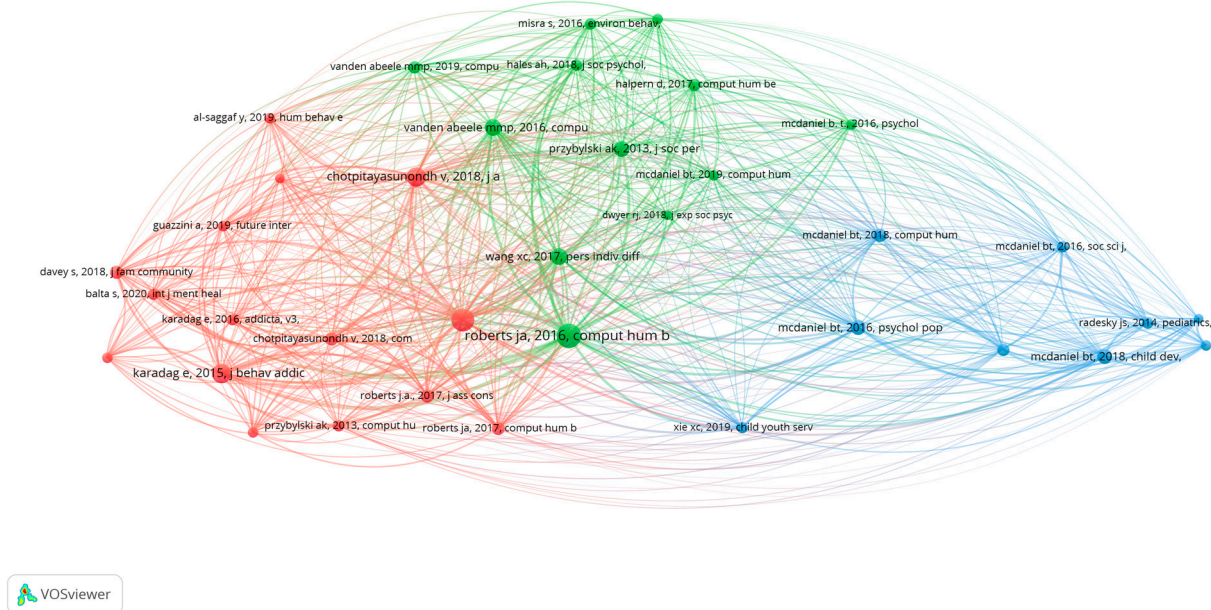 misra s, 2016, environ behav,
vanden abeele mmp, 2019, compu
hales ah, 2018, j soc psychol,
halpern d, 2017, comput hum be
al-saggaf y, 2019, hum behav e
vanden abeele mmp, 2016, compu
mcdaniel b. t., 2016, psychol
przybylski ak, 2013, j soc per
chotpitayasunondh v, 2018, j a
mcdaniel bt, 2019, comput hum
dwyer rj, 2018, j exp soc psyc
guazzini a, 2019, future inter
mcdaniel bt, 2018, comput hum
mcdaniel bt, 2016, soc sci j,
wang xc, 2017, pers indiv diff
davey s, 2018, j fam community
balta s, 2020, int j ment heal
karadag e, 2016, addicta, v3,
roberts ja, 2016, comput hum b
mcdaniel bt, 2016, psychol pop
radesky js, 2014, pediatrics,
chotpitayasunondh v, 2018, com
mcdaniel bt, 2018, child dev,
karadag e, 2015, j behav addic
roberts j.a., 2017, j ass cons
przybylski ak, 2013, comput hu
roberts ja, 2017, comput hum b
xie xc, 2019, child youth serv
VOSviewer